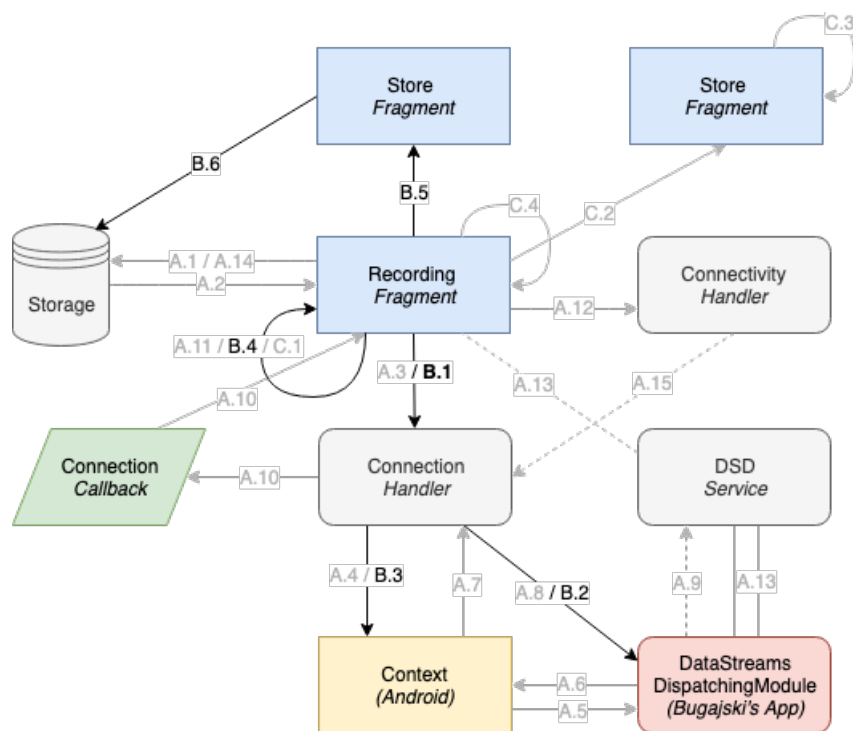 C.3
Store
Fragment
Store
Fragment
B.6
B.5
C.4
C.2
A.1 / A.14
A.2
Storage
Recording
Fragment
Connectivity
Handler
A.12
A.11 / B.4 / C.1
A.3 / B.1
A.13
A.15
A.10
Connection
Callback
A.10
Connection
Handler
DSD
Service
A.4 / B.3
A.7
A.8 / B.2
A.9
A.13
Context
(Android)
A.6
A.5
DataStreams
DispatchingModule
(Bugajski's App)